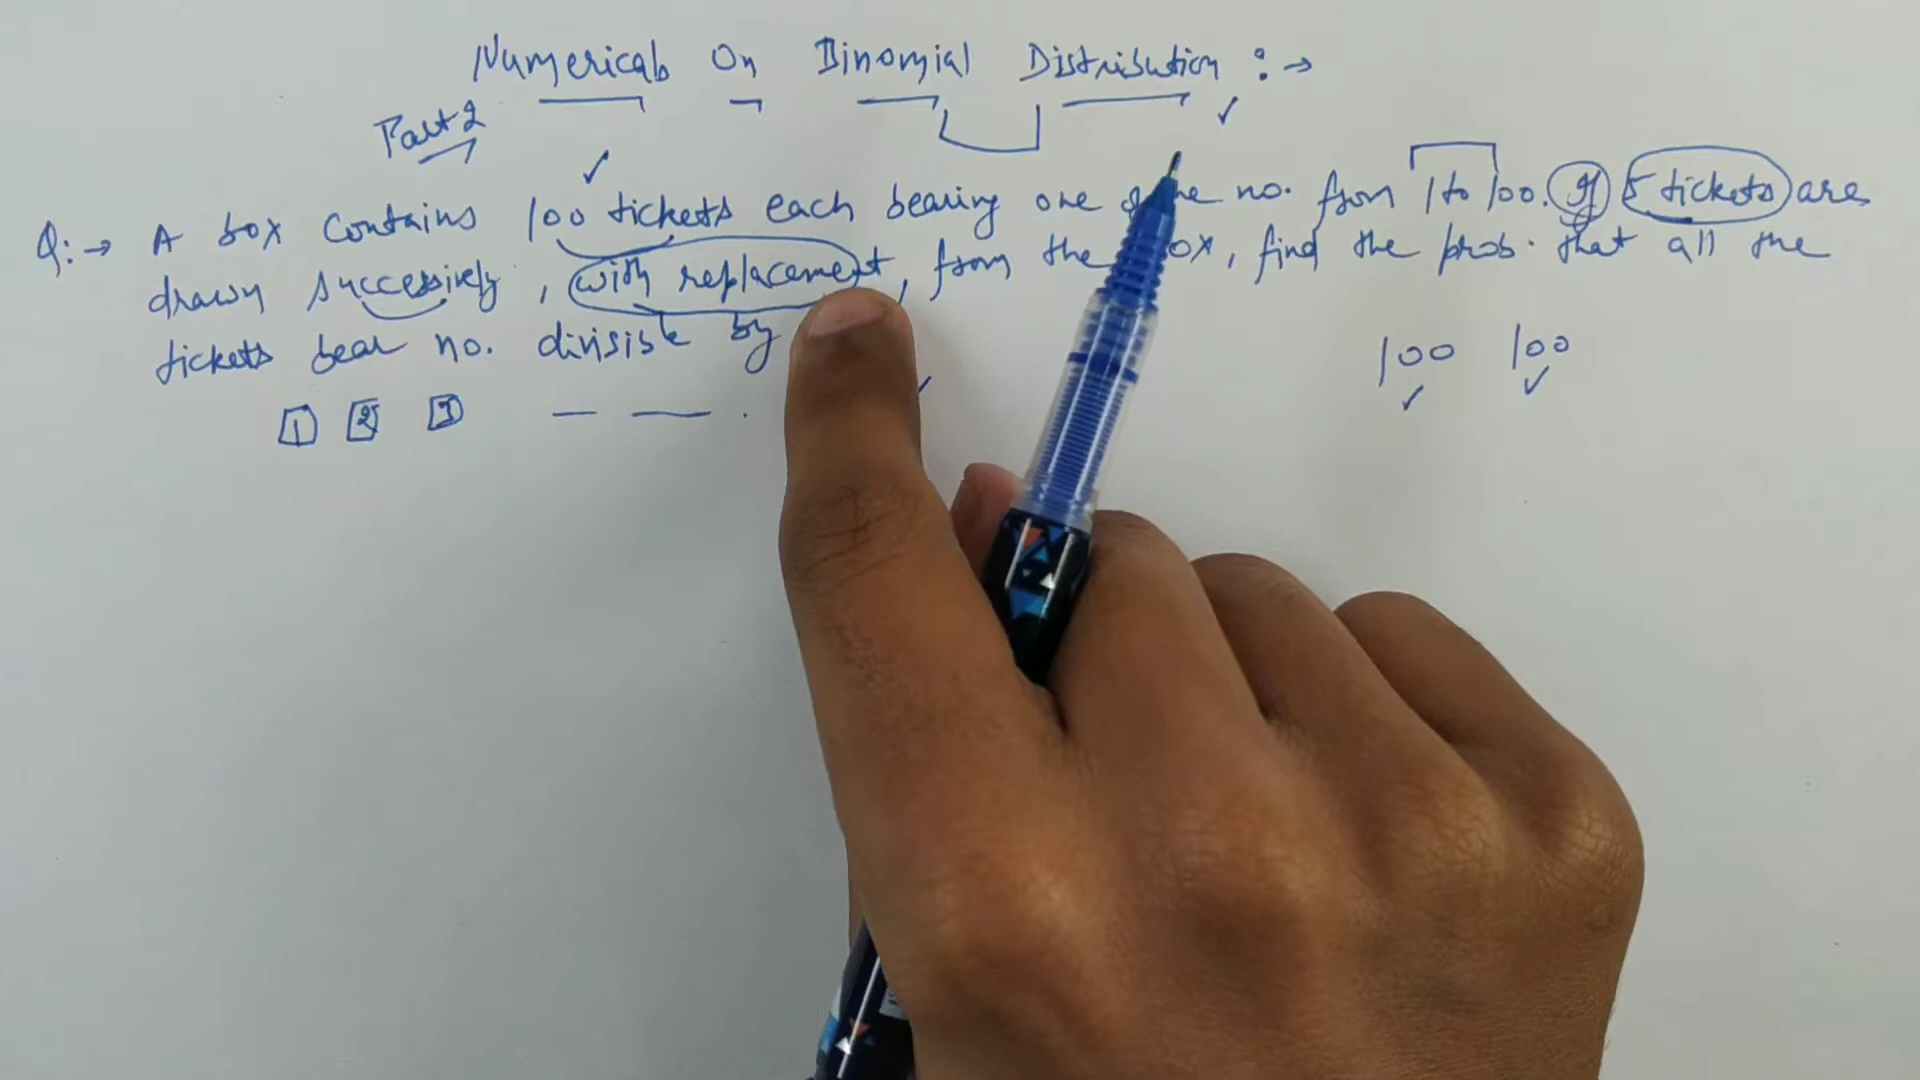 Numericals On Binomial Distribution :→
Part 2
Q:→ A box contains 100 tickets each bearing one no. from 1 to 100. If 5 tickets are
drawn successively, with replacement, from the box, find the prob. that all the
tickets bear no. divisible by
100 100
1 2 3 — — .